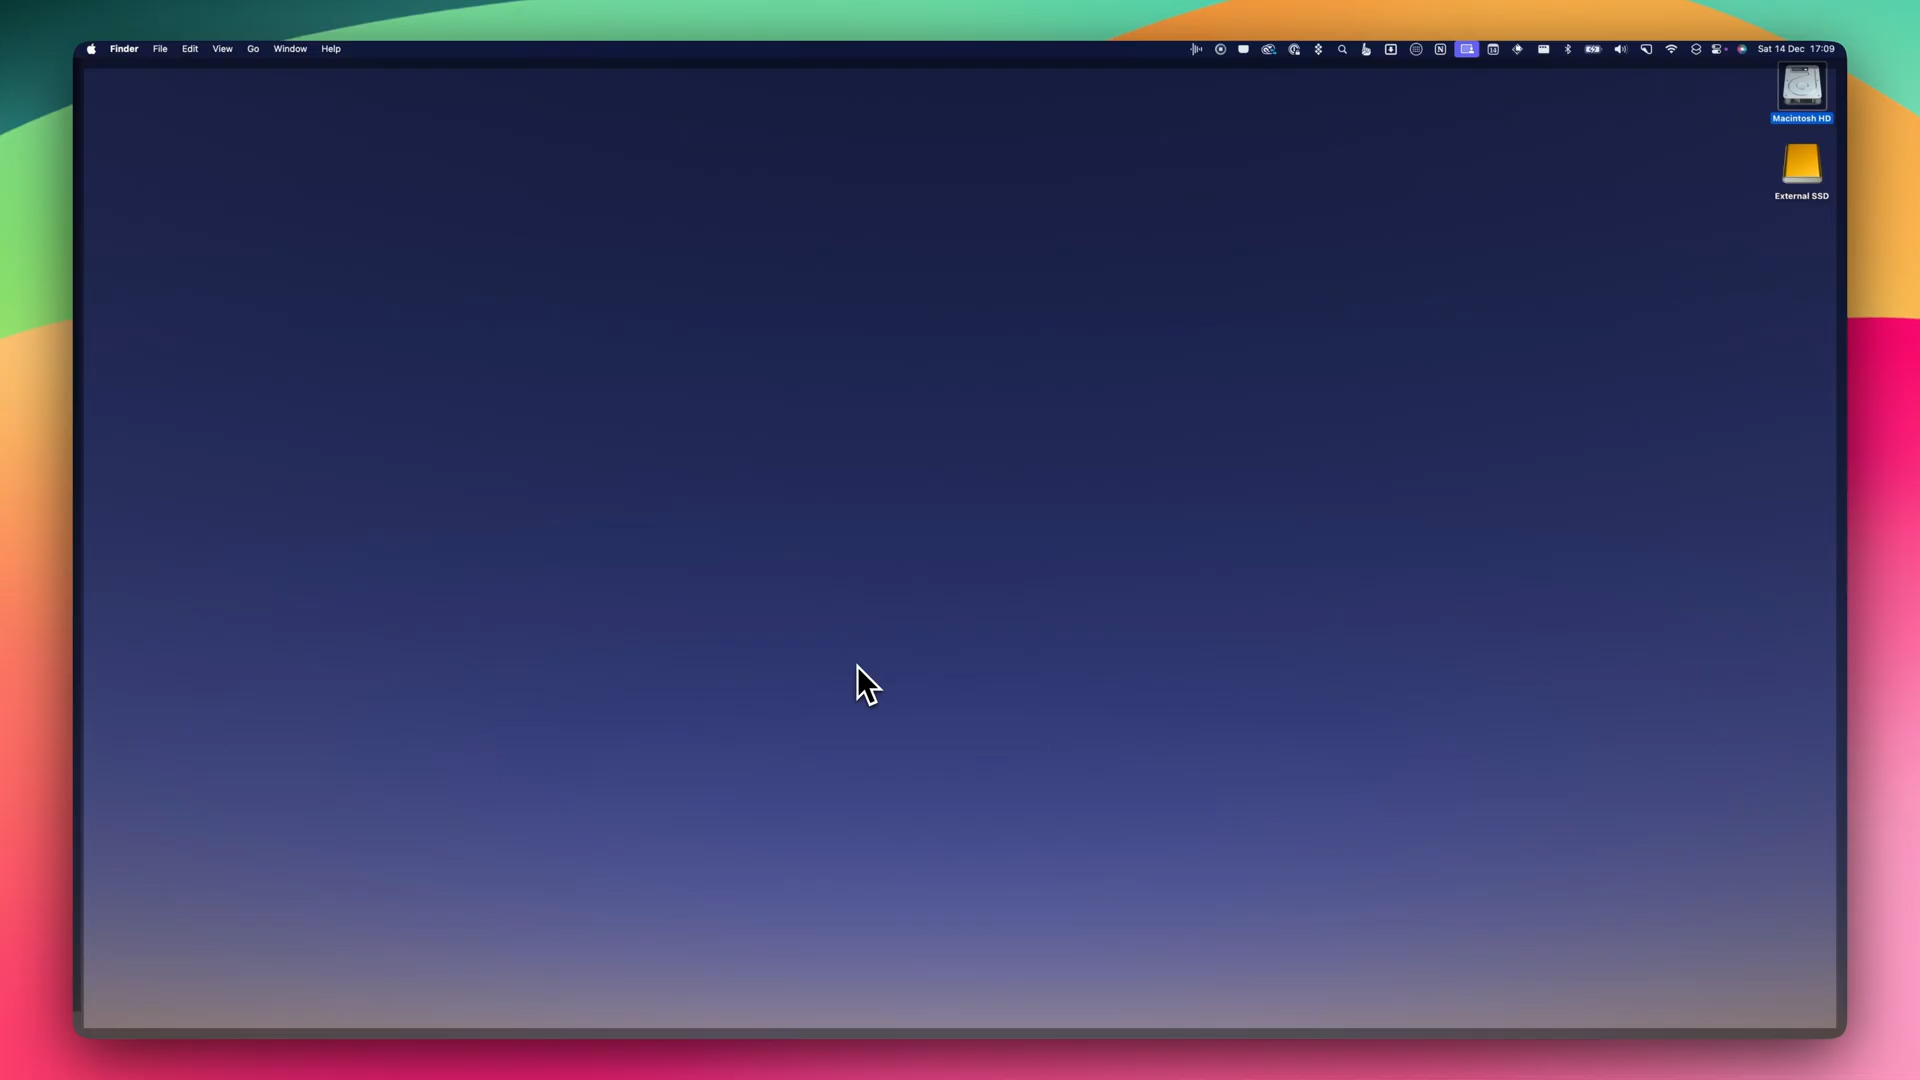 Finder File Edit View Go Window Help Sat 14 Dec 17:09
Macintosh HD
External SSD